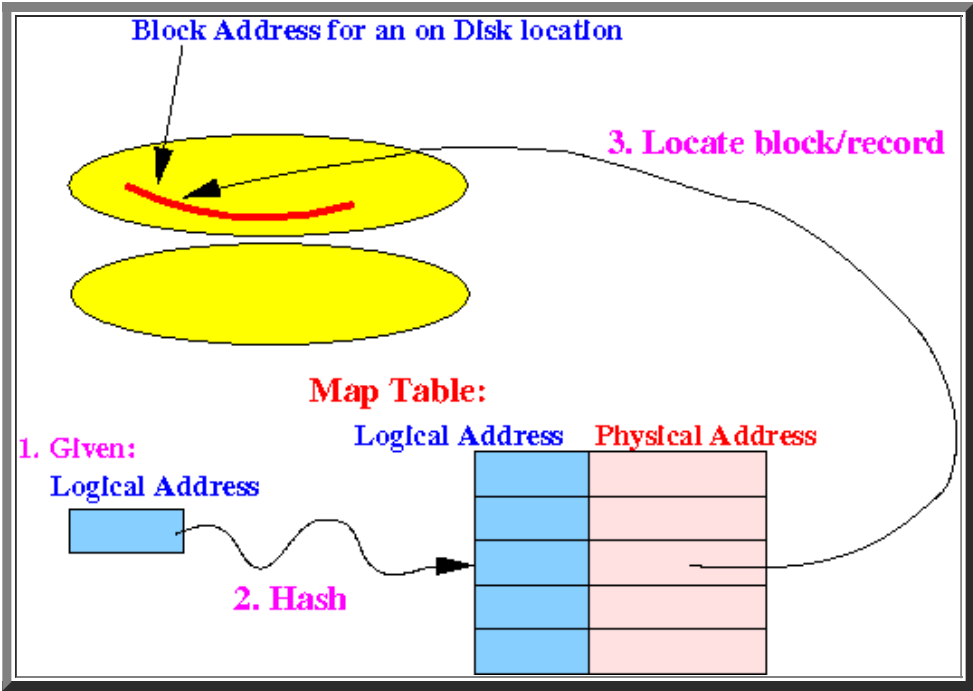 Block Address for an on Disk location
3. Locate block/record
Map Table:
Logical Address Physical Address
1. Given:
Logical Address
2. Hash